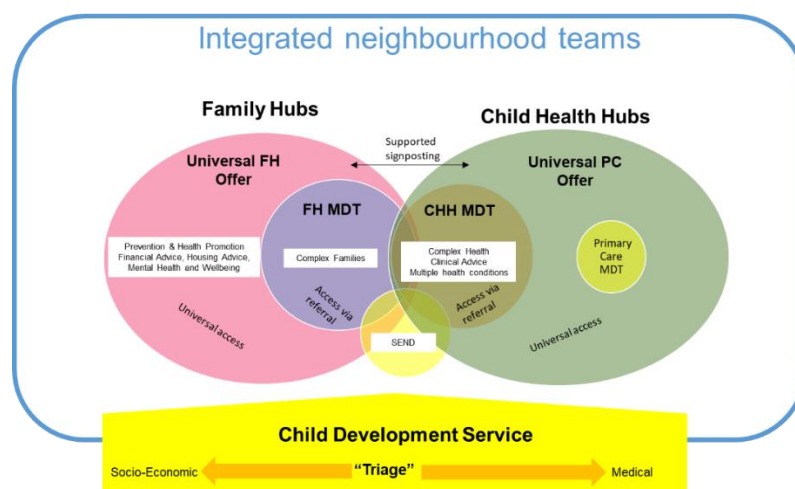 Integrated neighbourhood teams
Family Hubs
Child Health Hubs
Supported
signposting
Universal FH
Offer
Universal PC
Offer
FH MDT
CHH MDT
Prevention & Health Promotion
Financial Advice, Housing Advice,
Mental Health and Wellbeing
Complex Families
Complex Health
Clinical Advice
Multiple health conditions
Primary
Care
MDT
Access via
referral
Access via
referral
Universal access
Universal access
SEND
Child Development Service
Socio-Economic
“Triage”
Medical